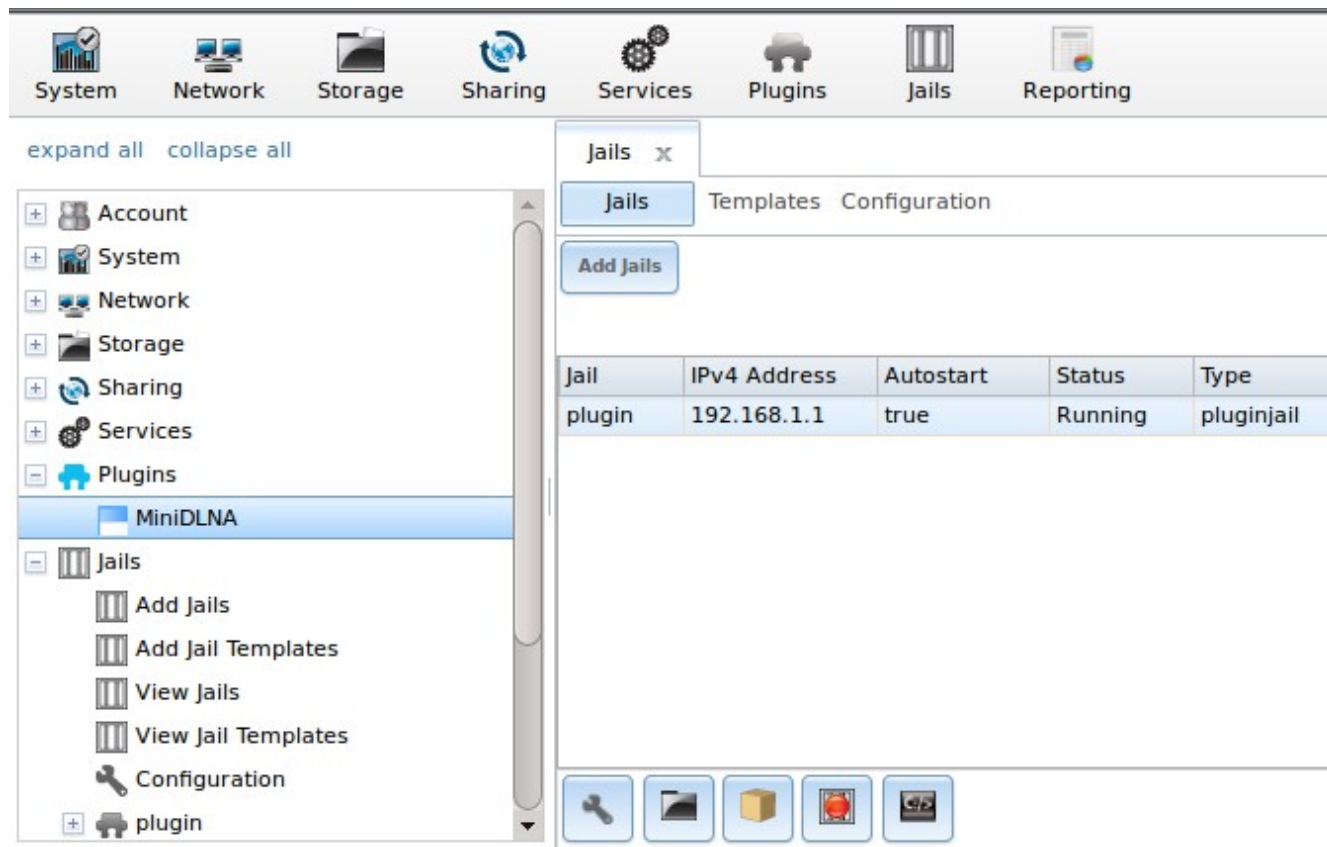 System Network Storage Sharing Services Plugins Jails Reporting
expand all collapse all
Account
System
Network
Storage
Sharing
Services
Plugins
MiniDLNA
Jails
Add Jails
Add Jail Templates
View Jails
View Jail Templates
Configuration
plugin
Jails x
Jails Templates Configuration
Add Jails
Jail IPv4 Address Autostart Status Type
plugin 192.168.1.1 true Running pluginjail